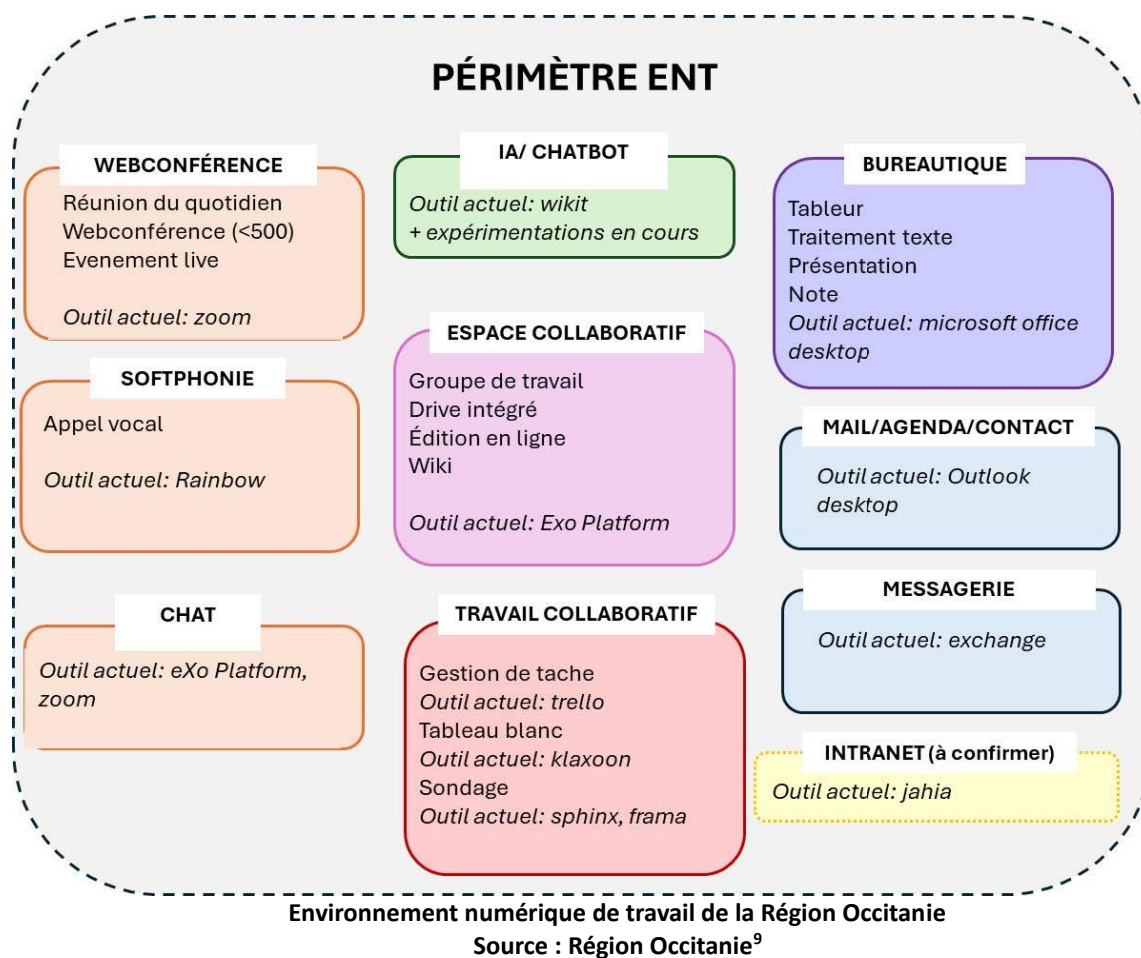 PÉRIMÈTRE ENT
WEBCONFÉRENCE
Réunion du quotidien
Webconférence (<500)
Evenement live
Outil actuel: zoom
SOFTPHONIE
Appel vocal
Outil actuel: Rainbow
CHAT
Outil actuel: eXo Platform,
zoom
IA/ CHATBOT
Outil actuel: wikit
+ expérimentations en cours
ESPACE COLLABORATIF
Groupe de travail
Drive intégré
Édition en ligne
Wiki
Outil actuel: Exo Platform
TRAVAIL COLLABORATIF
Gestion de tache
Outil actuel: trello
Tableau blanc
Outil actuel: klaxoon
Sondage
Outil actuel: sphinx, frama
BUREAUTIQUE
Tableur
Traitement texte
Présentation
Note
Outil actuel: microsoft office
desktop
MAIL/AGENDA/CONTACT
Outil actuel: Outlook
desktop
MESSAGERIE
Outil actuel: exchange
INTRANET (à confirmer)
Outil actuel: jahia
Environnement numérique de travail de la Région Occitanie
Source : Région Occitanie⁹